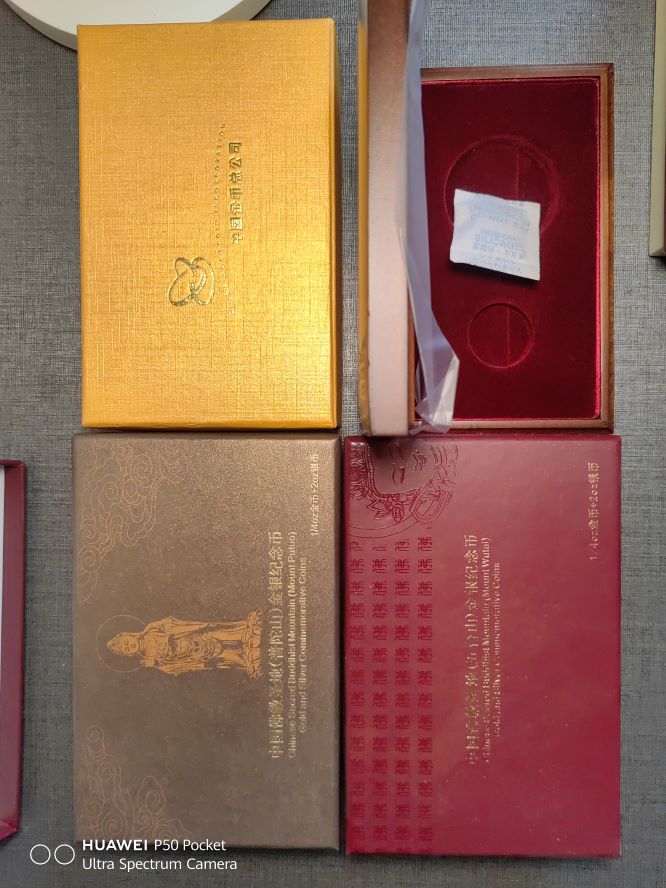 中国金币总公司
SILICAGEL
1/4oz金币+2oz银币
中国佛教圣地(普陀山)金银纪念币
Chinese Sacred Buddhist Mountain (Mount Putuo)
Gold and Silver Commemorative Coins
1/4oz金币+2oz银币
中国佛教圣地(五台山)金银纪念币
Chinese Sacred Buddhist Mountain (Mount Wutai)
Gold and Silver Commemorative Coins
HUAWEI P50 Pocket
Ultra Spectrum Camera